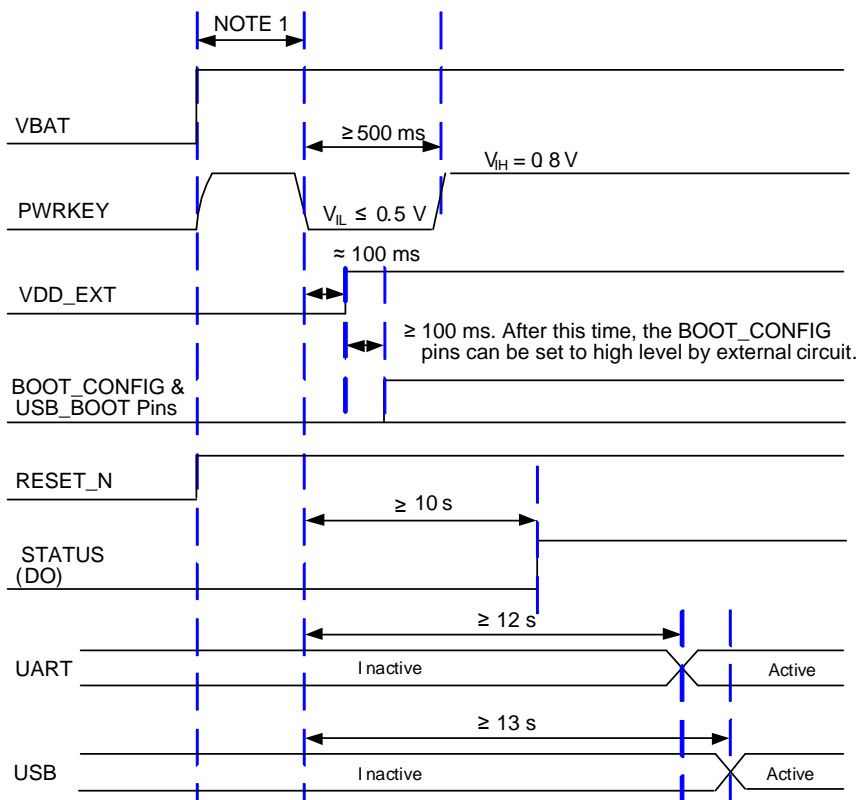 NOTE 1
VBAT
≥ 500 ms
VIH = 0.8 V
PWRKEY
VIL ≤ 0.5 V
≈ 100 ms
VDD_EXT
≥ 100 ms. After this time, the BOOT_CONFIG
pins can be set to high level by external circuit.
BOOT_CONFIG &
USB_BOOT Pins
RESET_N
≥ 10 s
STATUS
(DO)
≥ 12 s
UART
Inactive
Active
≥ 13 s
USB
Inactive
Active